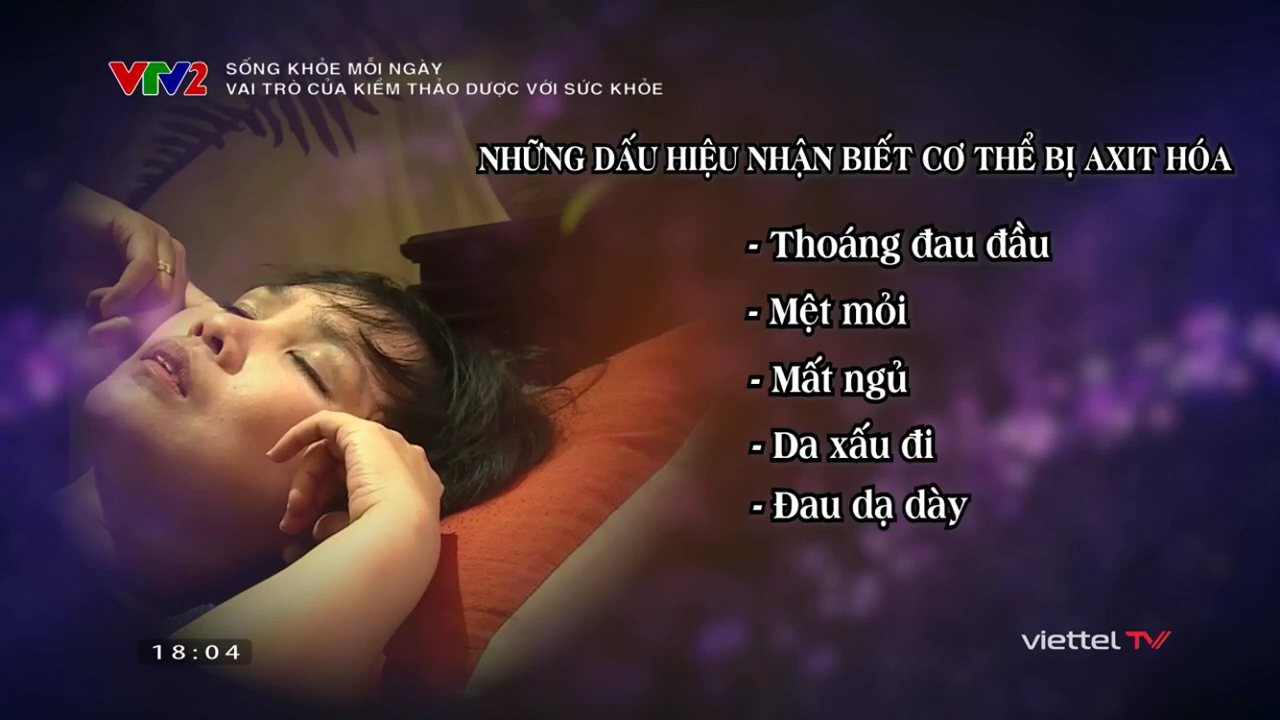 VTV2
SỐNG KHỎE MỖI NGÀY
VAI TRÒ CỦA KIỀM THẢO DƯỢC VỚI SỨC KHỎE
NHỮNG DẤU HIỆU NHẬN BIẾT CƠ THỂ BỊ AXIT HÓA
- Thoáng đau đầu
- Mệt mỏi
- Mất ngủ
- Da xấu đi
- Đau dạ dày
18:04
viettel TV